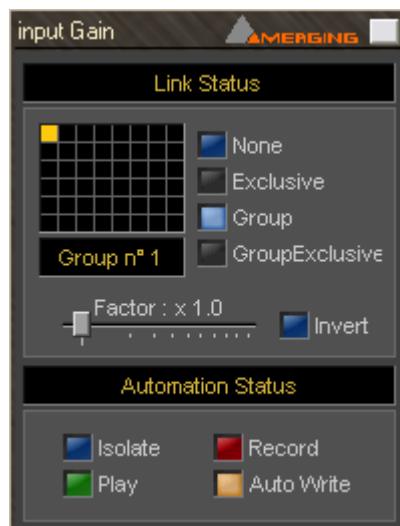 input Gain
AMERGING
Link Status
None
Exclusive
Group
GroupExclusive
Group n° 1
Factor : x 1.0
Invert
Automation Status
Isolate
Record
Play
Auto Write